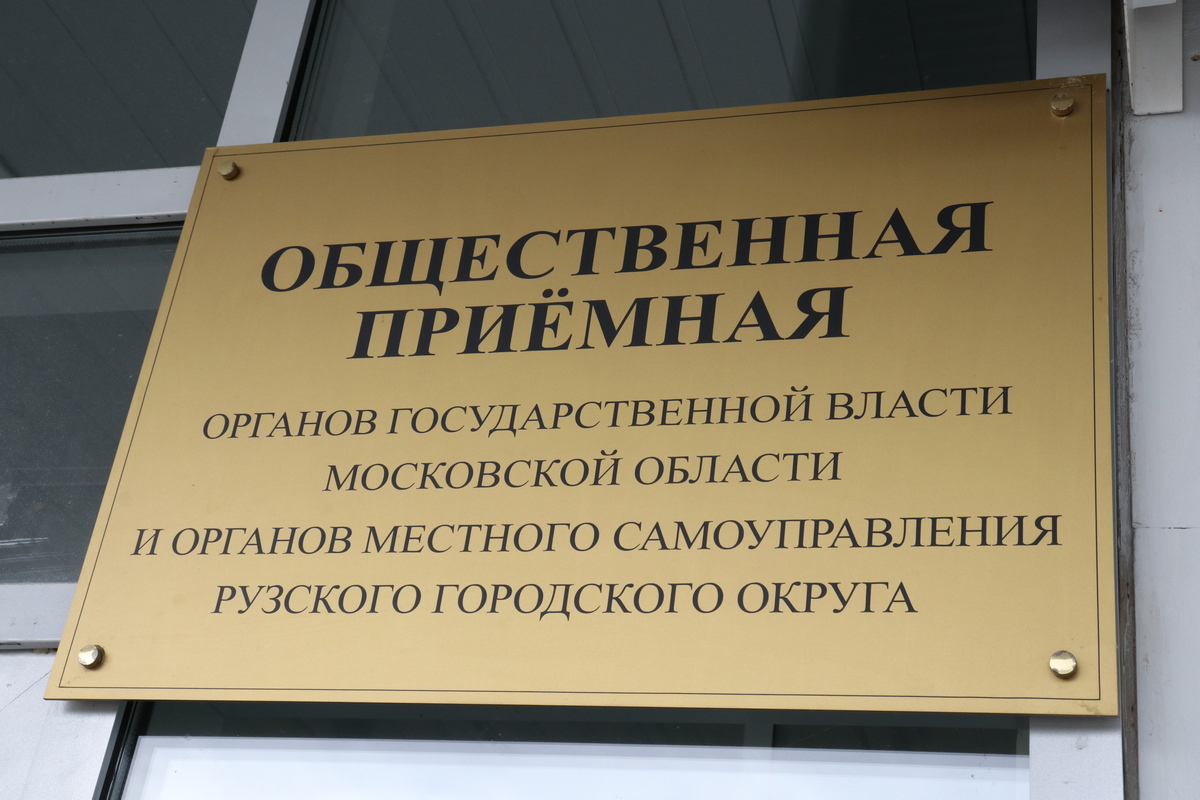 ОБЩЕСТВЕННАЯ
ПРИЁМНАЯ
ОРГАНОВ ГОСУДАРСТВЕННОЙ ВЛАСТИ
МОСКОВСКОЙ ОБЛАСТИ
И ОРГАНОВ МЕСТНОГО САМОУПРАВЛЕНИЯ
РУЗСКОГО ГОРОДСКОГО ОКРУГА